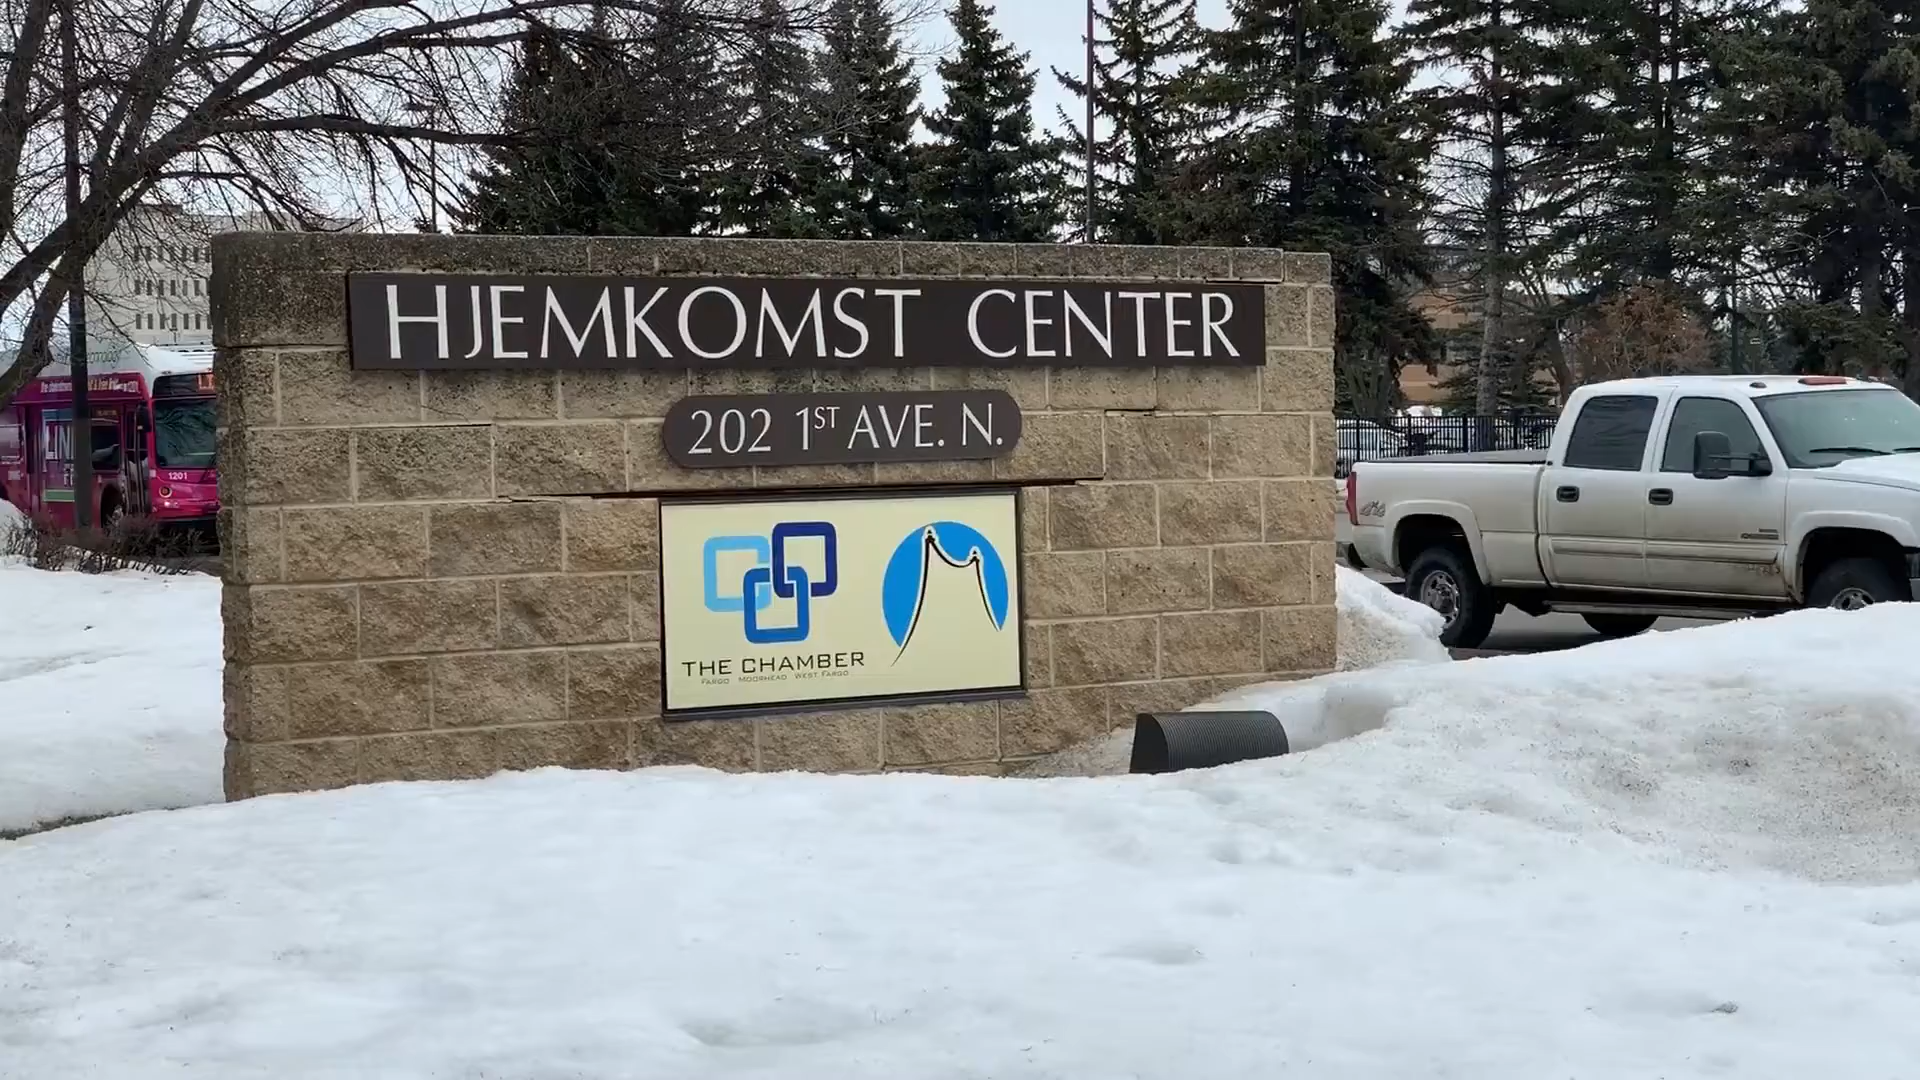 HJEMKOMST CENTER
202 1ST AVE. N.
THE CHAMBER
FARGO MOORHEAD WEST FARGO
1201